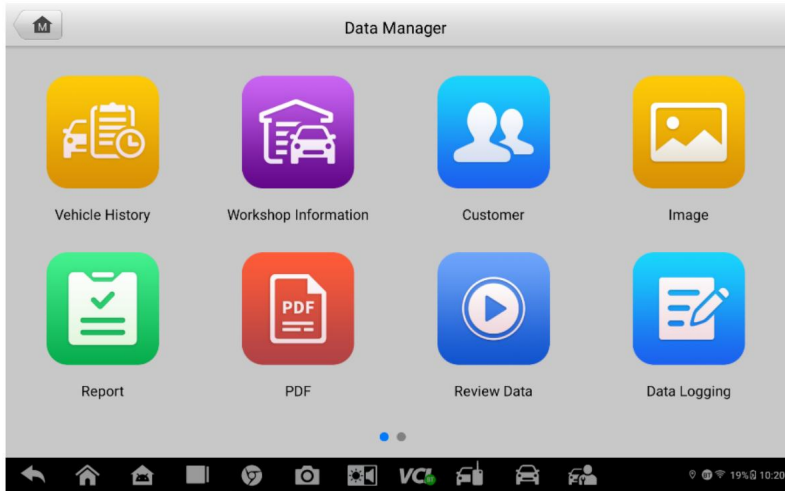 M
Data Manager
Vehicle History
Workshop Information
Customer
Image
PDF
Report
PDF
Review Data
Data Logging
VCI
BT
19%
10:20